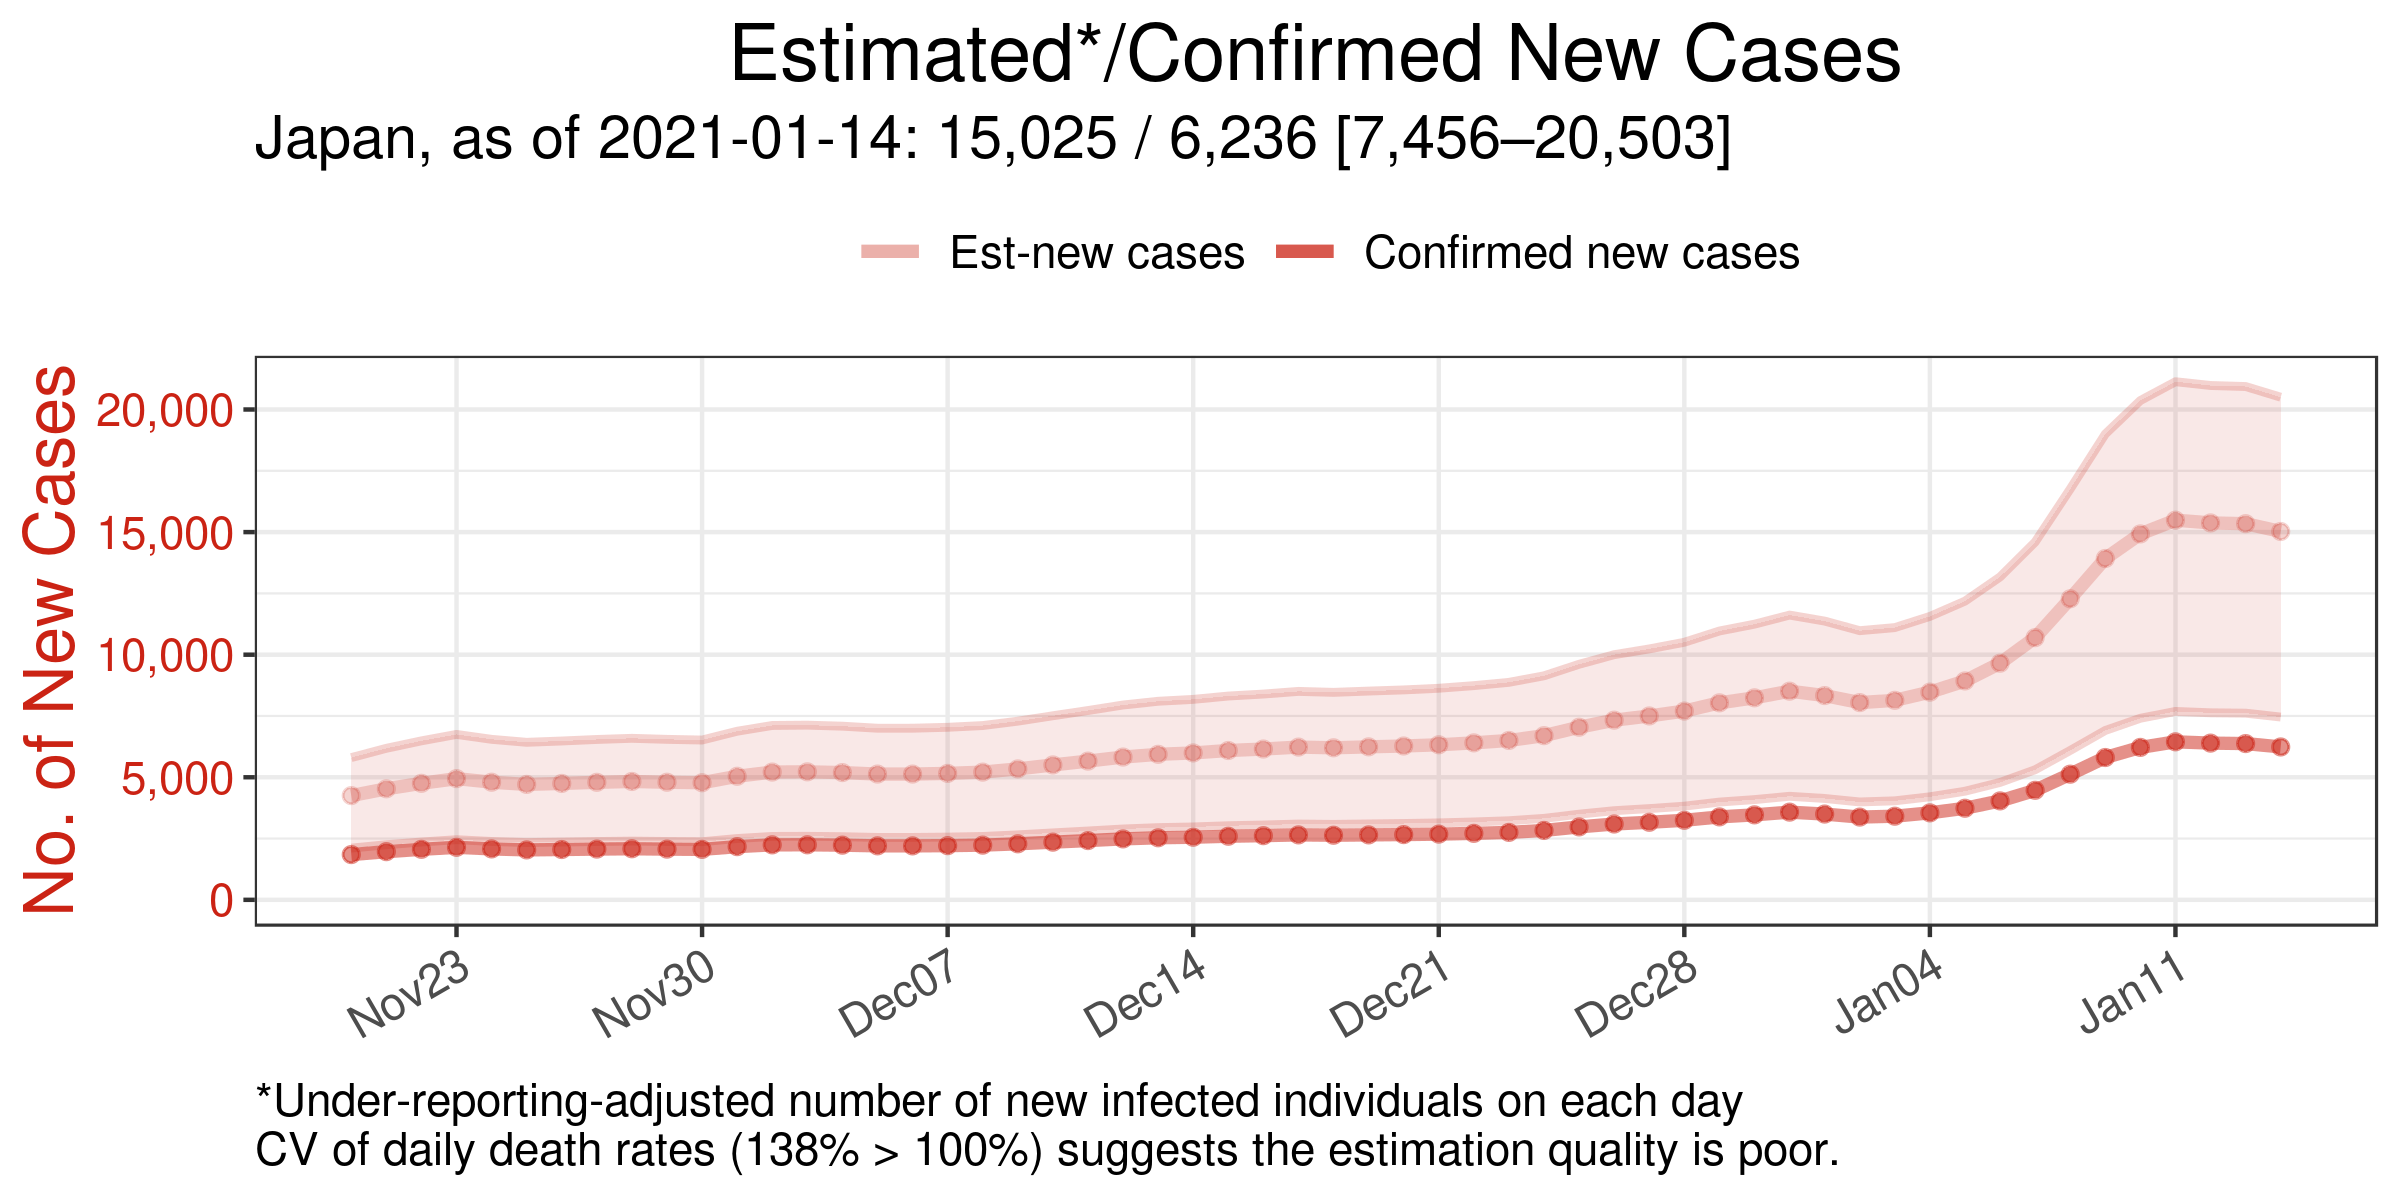 Estimated*/Confirmed New Cases
Japan, as of 2021-01-14: 15,025 / 6,236 [7,456–20,503]
Est-new cases
Confirmed new cases
No. of New Cases
20,000
15,000
10,000
5,000
0
Nov23
Nov30
Dec07
Dec14
Dec21
Dec28
Jan04
Jan11
*Under-reporting-adjusted number of new infected individuals on each day
CV of daily death rates (138% > 100%) suggests the estimation quality is poor.